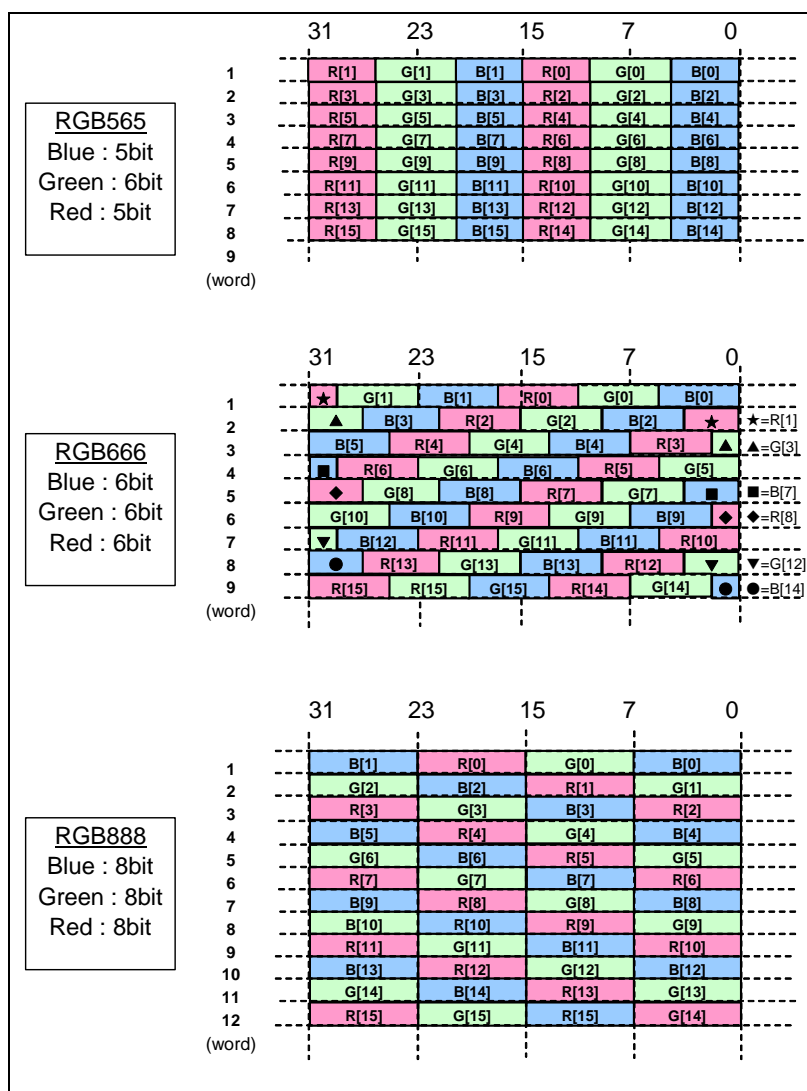 31 23 15 7 0
RGB565
Blue : 5bit
Green : 6bit
Red : 5bit
1 R[1] G[1] B[1] R[0] G[0] B[0]
2 R[3] G[3] B[3] R[2] G[2] B[2]
3 R[5] G[5] B[5] R[4] G[4] B[4]
4 R[7] G[7] B[7] R[6] G[6] B[6]
5 R[9] G[9] B[9] R[8] G[8] B[8]
6 R[11] G[11] B[11] R[10] G[10] B[10]
7 R[13] G[13] B[13] R[12] G[12] B[12]
8 R[15] G[15] B[15] R[14] G[14] B[14]
9
(word)
31 23 15 7 0
RGB666
Blue : 6bit
Green : 6bit
Red : 6bit
1 ★ G[1] B[1] R[0] G[0] B[0]
2 ▲ B[3] R[2] G[2] B[2] ★ ★=R[1]
3 B[5] R[4] G[4] B[4] R[3] ▲ ▲=G[3]
4 ■ R[6] G[6] B[6] R[5] G[5]
5 ◆ G[8] B[8] R[7] G[7] ■ ■=B[7]
6 G[10] B[10] R[9] G[9] B[9] ◆ ◆=R[8]
7 ▼ B[12] R[11] G[11] B[11] R[10]
8 ● R[13] G[13] B[13] R[12] ▼ ▼=G[12]
9 R[15] R[15] G[15] R[14] G[14] ● ●=B[14]
(word)
31 23 15 7 0
RGB888
Blue : 8bit
Green : 8bit
Red : 8bit
1 B[1] R[0] G[0] B[0]
2 G[2] B[2] R[1] G[1]
3 R[3] G[3] B[3] R[2]
4 B[5] R[4] G[4] B[4]
5 G[6] B[6] R[5] G[5]
6 R[7] G[7] B[7] R[6]
7 B[9] R[8] G[8] B[8]
8 B[10] R[10] R[9] G[9]
9 R[11] G[11] B[11] R[10]
10 B[13] R[12] G[12] B[12]
11 G[14] B[14] R[13] G[13]
12 R[15] G[15] R[15] G[14]
(word)